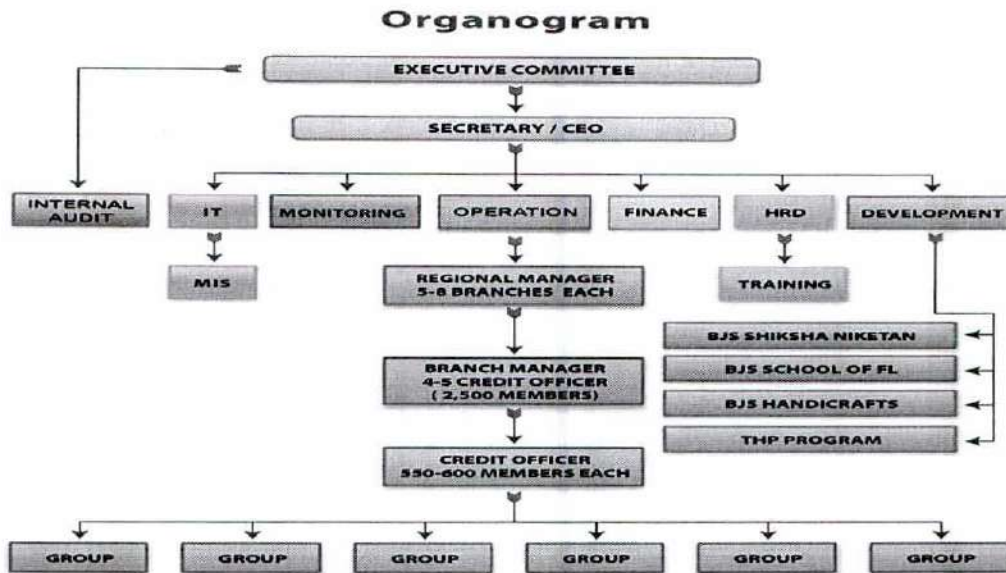 Organogram
EXECUTIVE COMMITTEE
SECRETARY / CEO
INTERNAL
AUDIT
IT
MONITORING
OPERATION
FINANCE
HRD
DEVELOPMENT
MIS
REGIONAL MANAGER
5-8 BRANCHES EACH
TRAINING
BJS SHIKSHA NIKETAN
BRANCH MANAGER
4-5 CREDIT OFFICER
( 2,500 MEMBERS)
BJS SCHOOL OF FL
BJS HANDICRAFTS
THP PROGRAM
CREDIT OFFICER
550-600 MEMBERS EACH
GROUP
GROUP
GROUP
GROUP
GROUP
GROUP